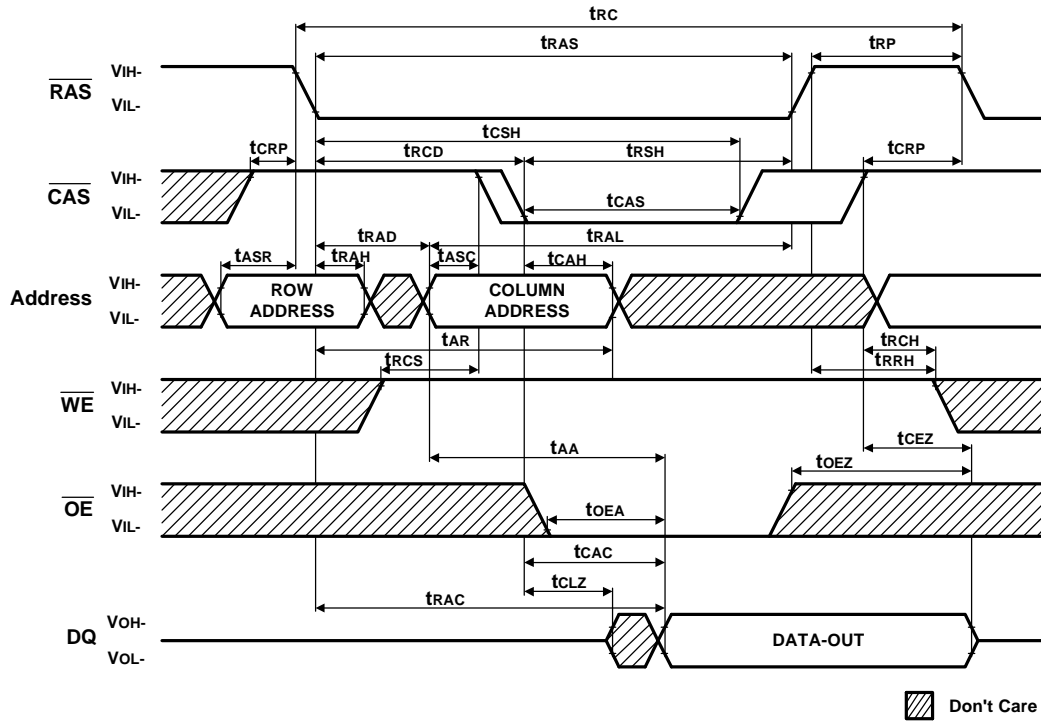 tRC
tRAS tRP
RAS VIH-
VIL-
tCSH
tCRP tRCD tRSH tCRP
CAS VIH-
VIL-
tCAS
tRAD tRAL
tASR tRAH tASC tCAH
Address VIH-
VIL-
ROW ADDRESS
COLUMN ADDRESS
tAR tRCH
tRCS tRRH
WE VIH-
VIL-
tCEZ
tAA tOEZ
OE VIH-
VIL-
tOEA
tCAC
tCLZ
tRAC
DQ VOH-
VOL-
DATA-OUT
Don't Care